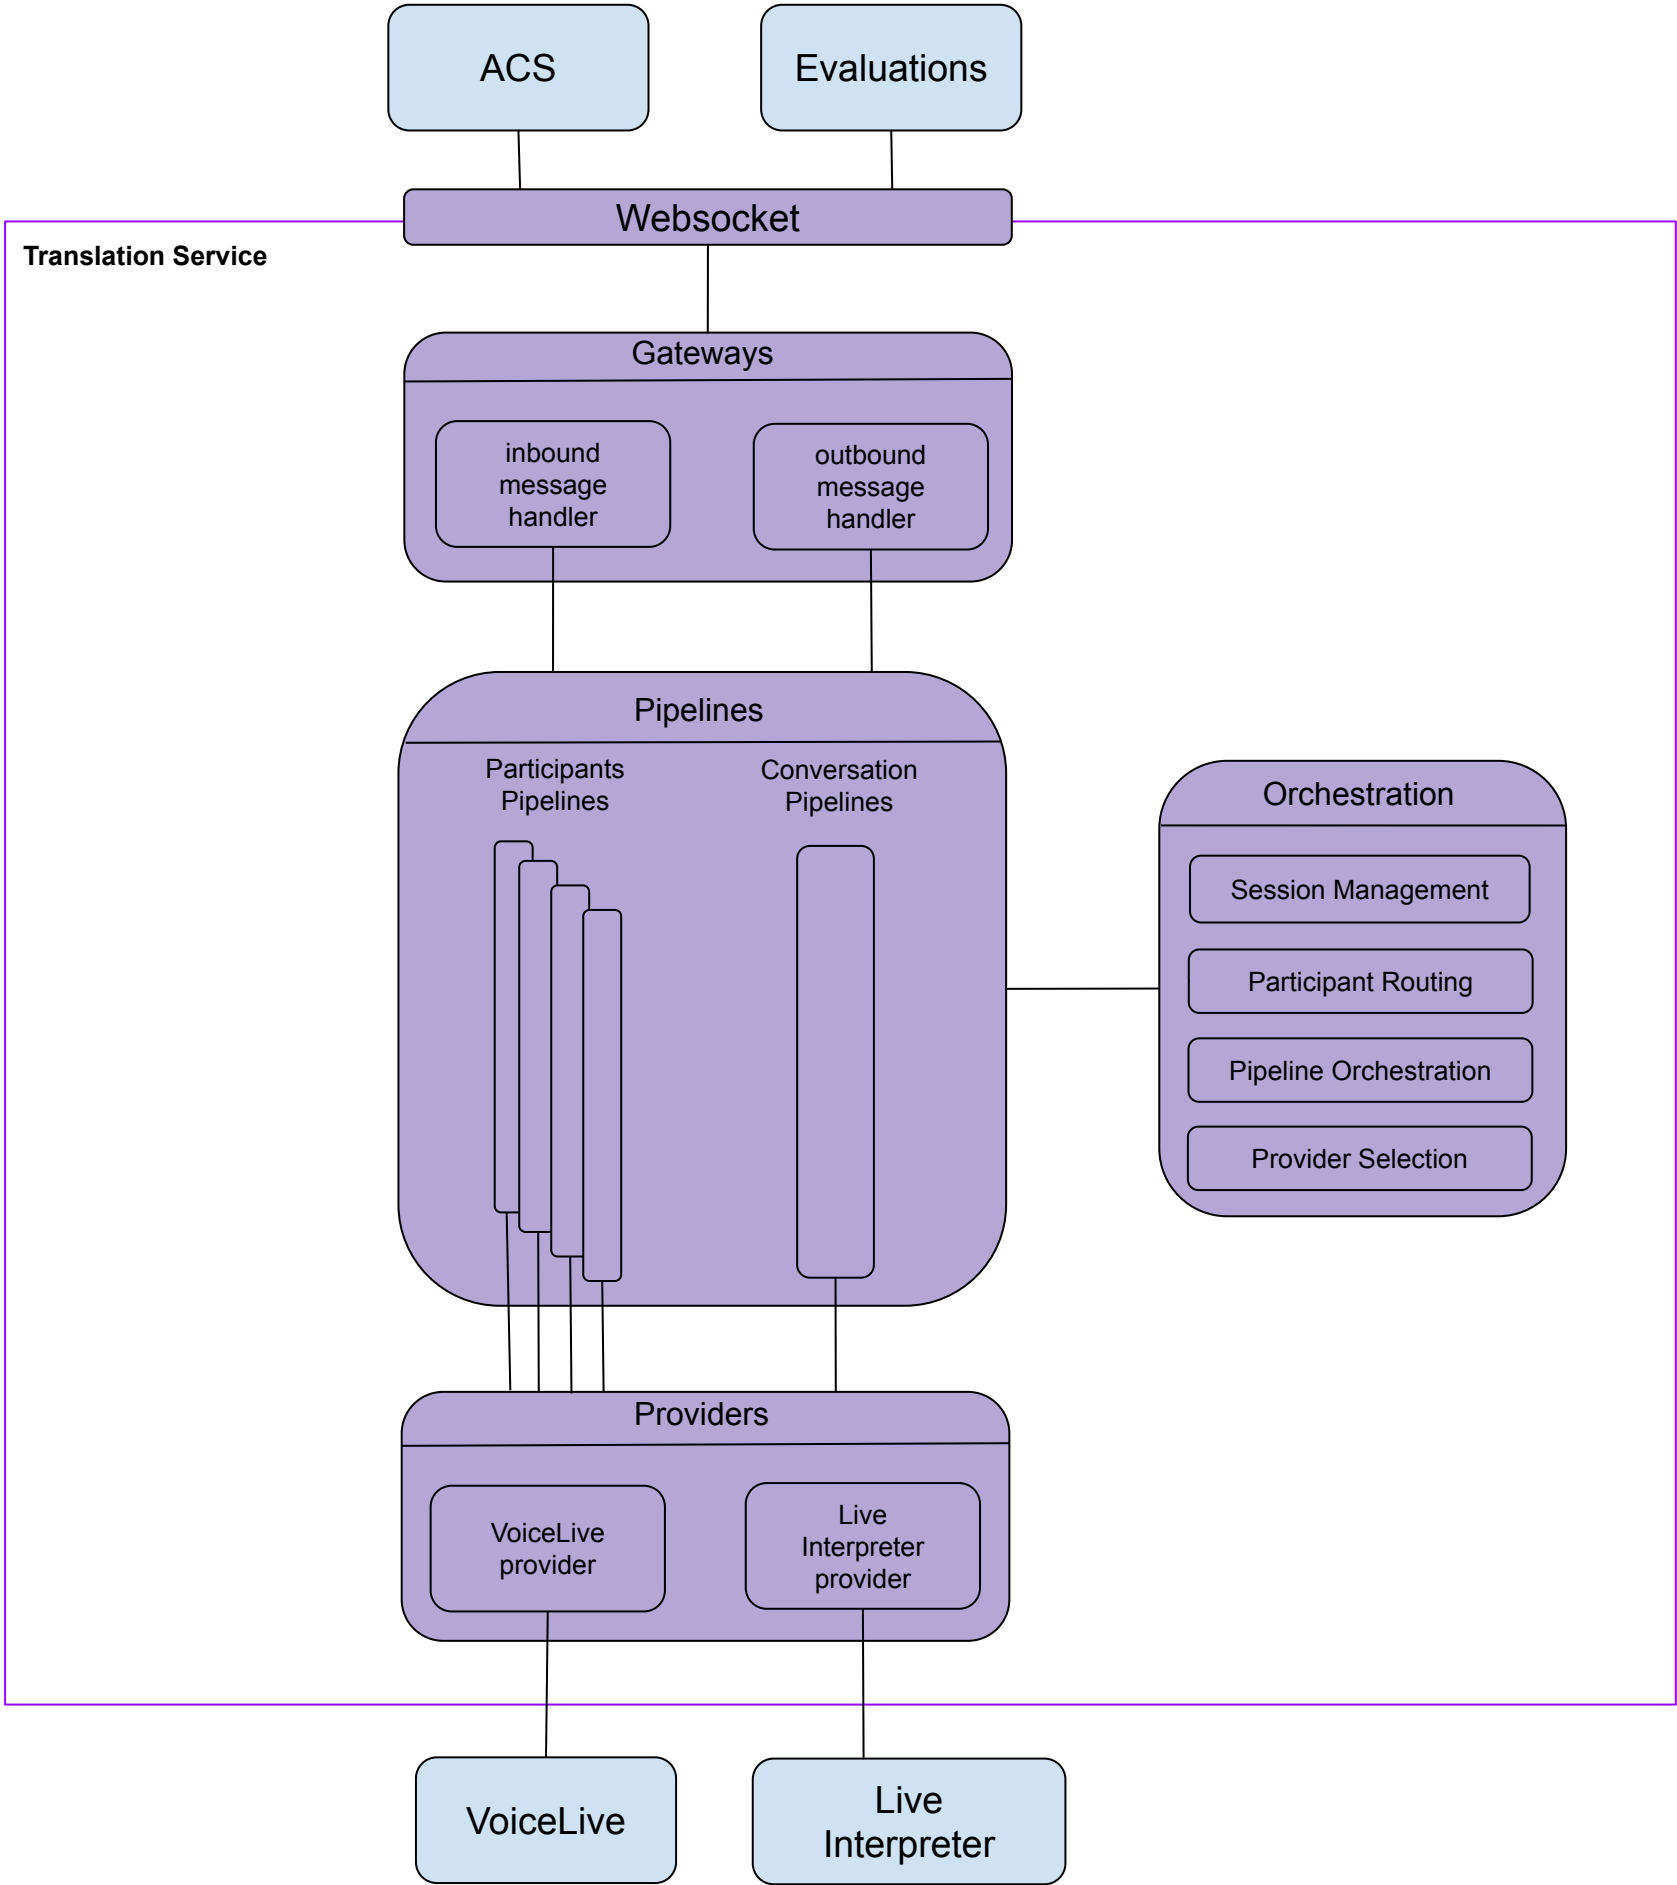 ACS
Evaluations
Websocket
Translation Service
Gateways
inbound
message
handler
outbound
message
handler
Pipelines
Participants
Pipelines
Conversation
Pipelines
Orchestration
Session Management
Participant Routing
Pipeline Orchestration
Provider Selection
Providers
VoiceLive
provider
Live
Interpreter
provider
VoiceLive
Live
Interpreter